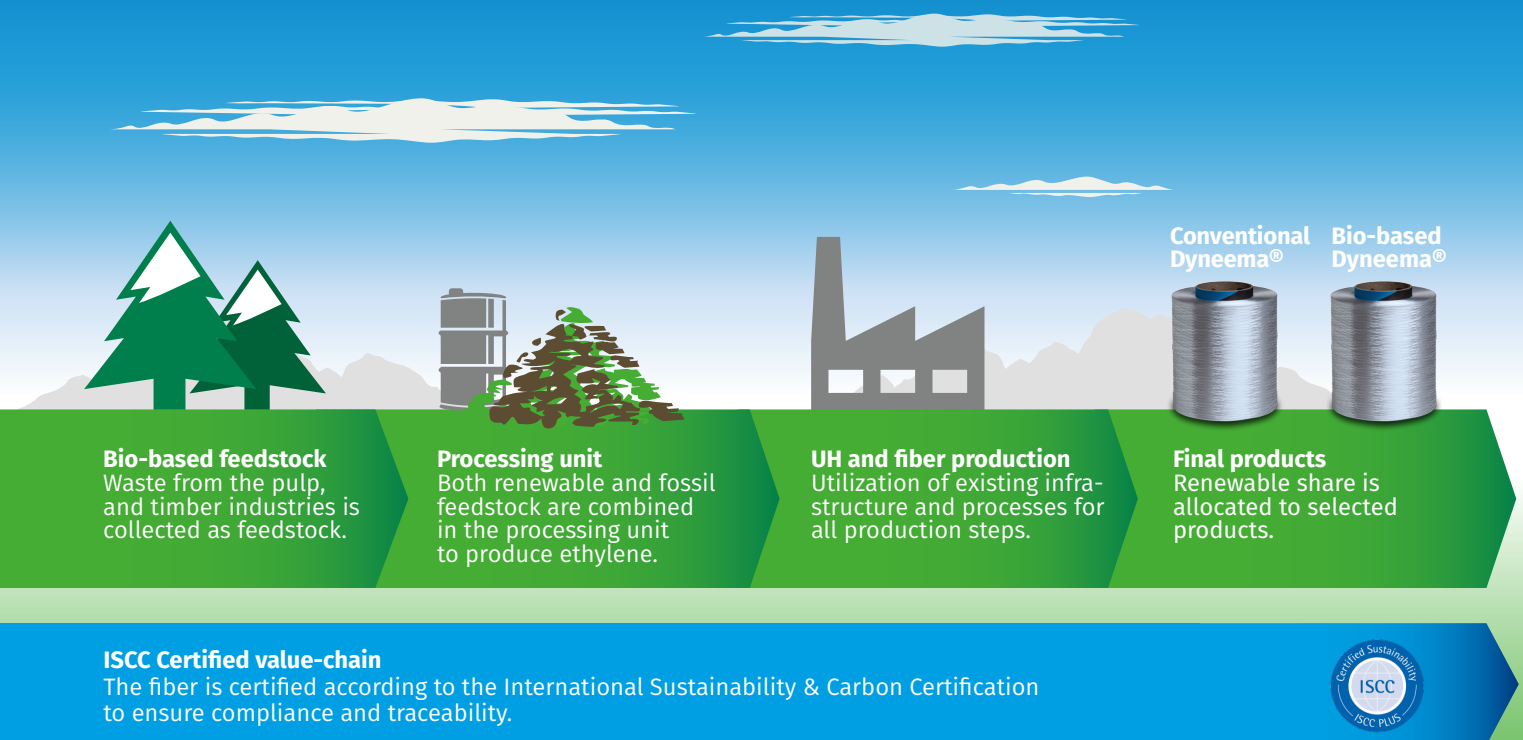 Conventional
Dyneema®
Bio-based
Dyneema®
Bio-based feedstock
Waste from the pulp,
and timber industries is
collected as feedstock.
Processing unit
Both renewable and fossil
feedstock are combined
in the processing unit
to produce ethylene.
UH and fiber production
Utilization of existing infra-
structure and processes for
all production steps.
Final products
Renewable share is
allocated to selected
products.
ISCC Certified value-chain
The fiber is certified according to the International Sustainability & Carbon Certification
to ensure compliance and traceability.
Certified Sustainability
ISCC
ISCC PLUS